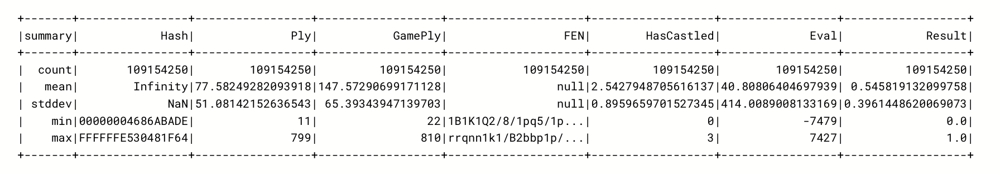 +-------+----------------+-----------------+------------------+--------------------+------------------+-----------------+------------------+
|summary|            Hash|              Ply|           GamePly|                 FEN|        HasCastled|             Eval|            Result|
+-------+----------------+-----------------+------------------+--------------------+------------------+-----------------+------------------+
|  count|       109154250|        109154250|         109154250|           109154250|         109154250|        109154250|         109154250|
|   mean|        Infinity|77.58249282093918|147.57290699171128|                null|2.5427948705616137|40.80806404697939| 0.545819132099758|
| stddev|             NaN|51.08142152636543| 65.39343947139703|                null|0.8959659701527345|414.0089008133169|0.3961448620069073|
|    min|00000004686ABADE|               11|                22|1B1K1Q2/8/1pq5/1p...|                 0|            -7479|               0.0|
|    max|FFFFFFE530481F64|              799|               810|rrqnn1k1/B2bbp1p/...|                 3|             7427|               1.0|
+-------+----------------+-----------------+------------------+--------------------+------------------+-----------------+------------------+